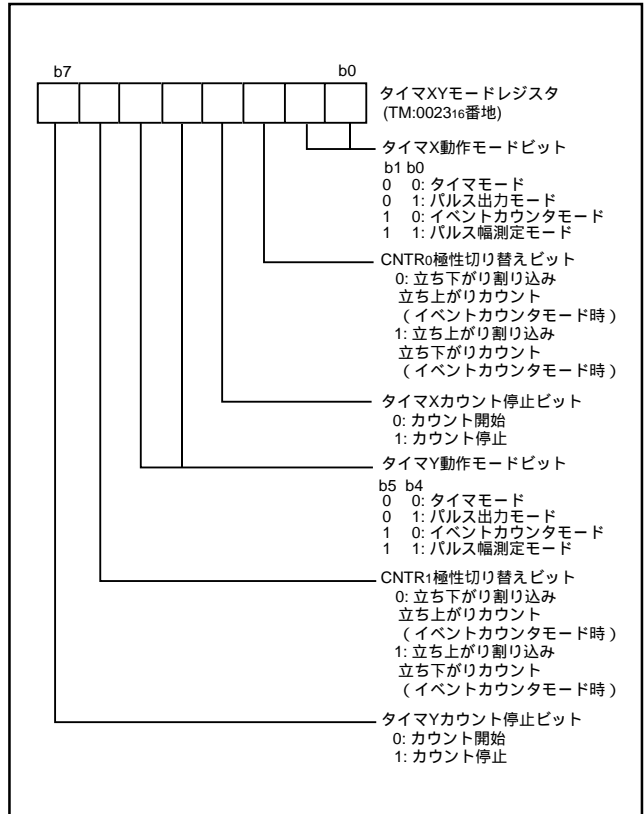 b7 b0
タイマXYモードレジスタ
(TM:002316番地)
タイマX動作モードビット
b1 b0
0 0: タイマモード
0 1: パルス出力モード
1 0: イベントカウンタモード
1 1: パルス幅測定モード
CNTR0極性切り替えビット
0: 立ち下がり割り込み
立ち上がりカウント
(イベントカウンタモード時)
1: 立ち上がり割り込み
立ち下がりカウント
(イベントカウンタモード時)
タイマXカウント停止ビット
0: カウント開始
1: カウント停止
タイマY動作モードビット
b5 b4
0 0: タイマモード
0 1: パルス出力モード
1 0: イベントカウンタモード
1 1: パルス幅測定モード
CNTR1極性切り替えビット
0: 立ち下がり割り込み
立ち上がりカウント
(イベントカウンタモード時)
1: 立ち上がり割り込み
立ち下がりカウント
(イベントカウンタモード時)
タイマYカウント停止ビット
0: カウント開始
1: カウント停止